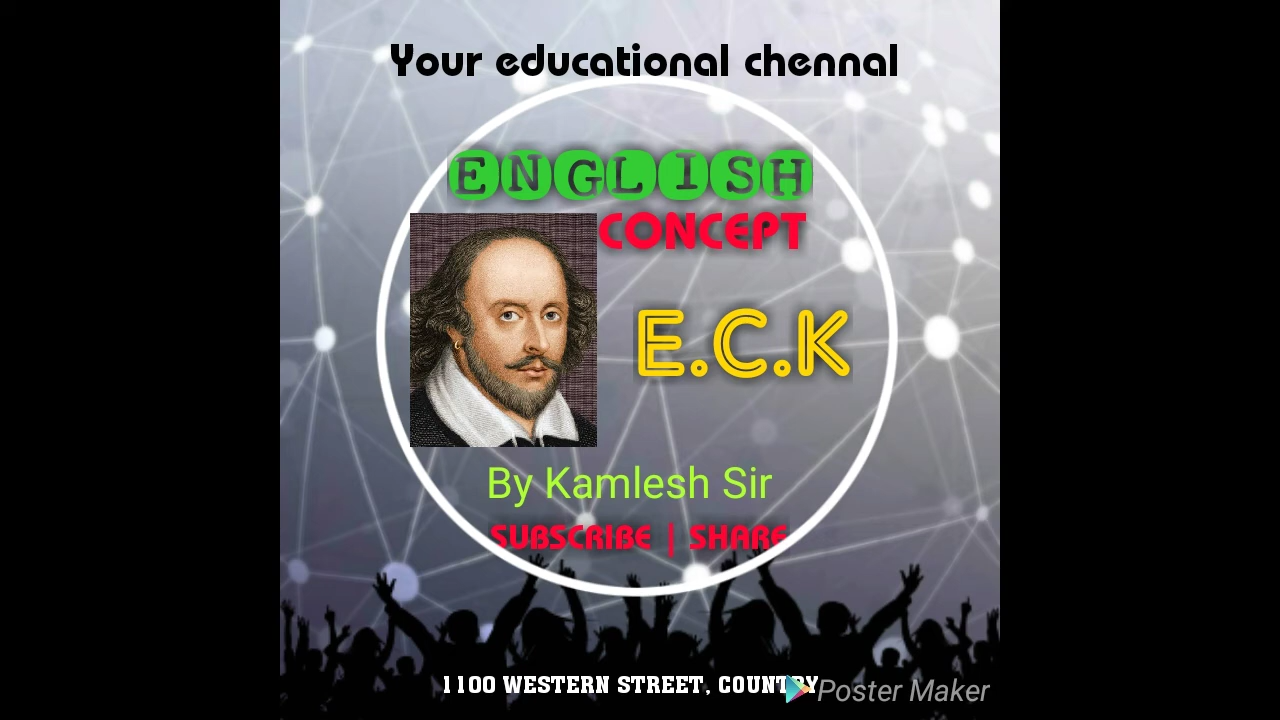 Your educational chennal
ENGLISH
CONCEPT
E.C.K
By Kamlesh Sir
SUBSCRIBE | SHARE
1100 WESTERN STREET, COUNTRY
Poster Maker